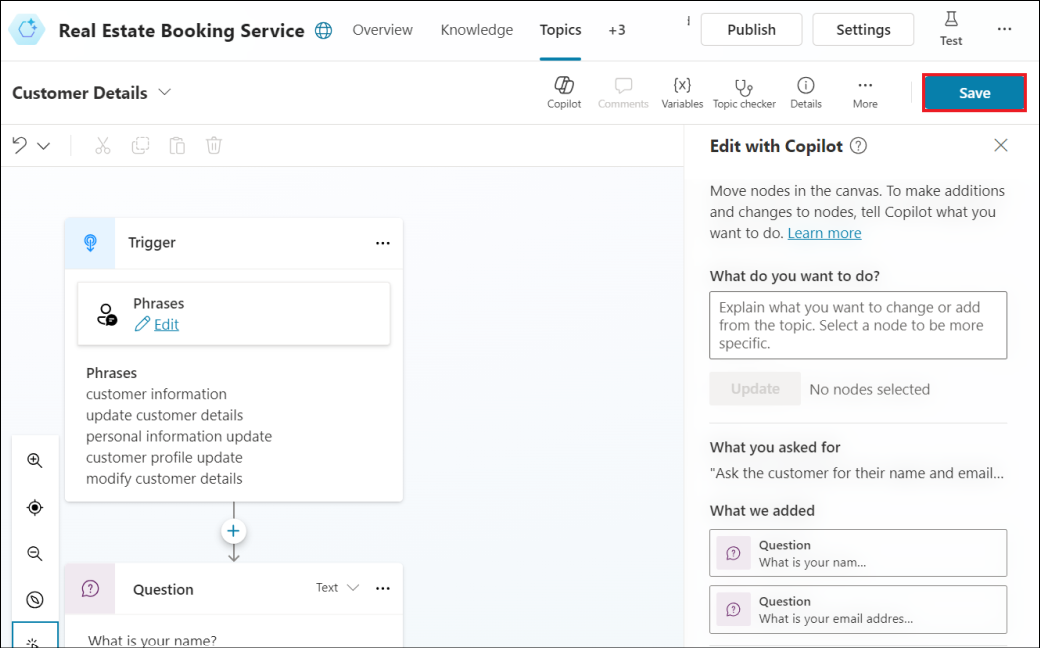 Real Estate Booking Service
Overview
Knowledge
Topics
+3
Publish
Settings
Test
Customer Details
Copilot
Comments
{x}
Variables
Topic checker
Details
More
Save
Edit with Copilot
Move nodes in the canvas. To make additions
and changes to nodes, tell Copilot what you
want to do. Learn more
What do you want to do?
Explain what you want to change or add
from the topic. Select a node to be more
specific.
Update
No nodes selected
What you asked for
"Ask the customer for their name and email...
What we added
Question
What is your nam...
Question
What is your email addres...
Trigger
Phrases
Edit
Phrases
customer information
update customer details
personal information update
customer profile update
modify customer details
Question
Text
What is your name?